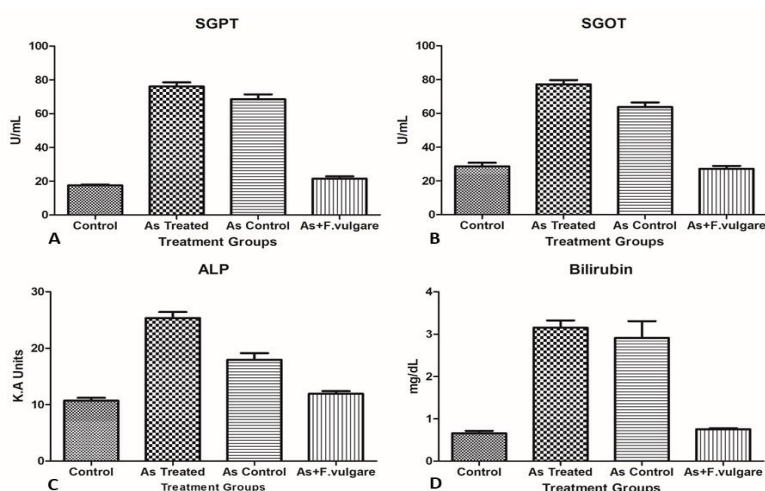 SGPT
100
80
60
40
20
0
U/mL
Control As Treated As Control As+F.vulgare
A Treatment Groups
SGOT
100
80
60
40
20
0
U/mL
Control As Treated As Control As+F.vulgare
B Treatment Groups
ALP
30
20
10
0
K.A Units
Control As Treated As Control As+F.vulgare
C Treatment Groups
Bilirubin
4
3
2
1
0
mg/dL
Control As Treated As Control As+F.vulgare
D Treatment Groups